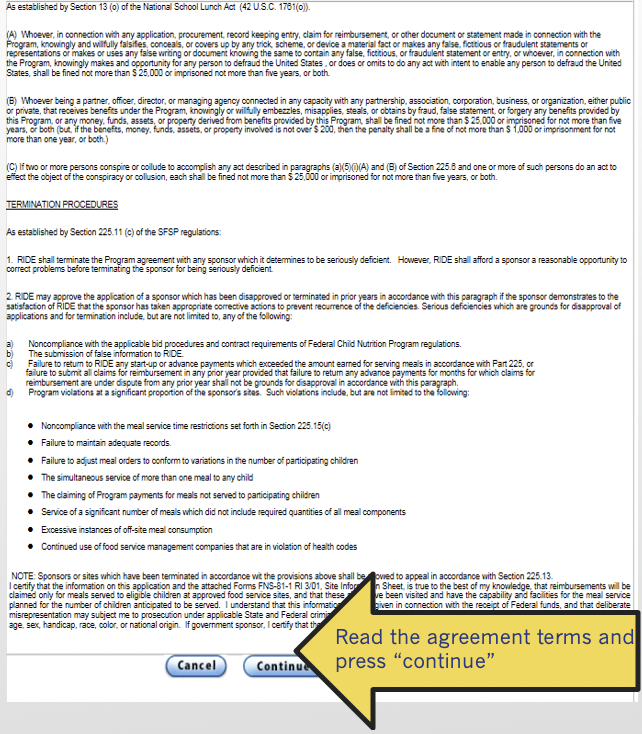 As established by Section 13 (o) of the National School Lunch Act (42 U.S.C. 1761(o)).
(A) Whoever, in connection with any application, procurement, record keeping entry, claim for reimbursement, or other document or statement made in connection with the
Program, knowingly and willfully falsifies, conceals, or covers up by any trick, scheme, or device a material fact or makes any false, fictitious or fraudulent statements or
representations or makes or uses any false writing or document knowing the same to contain any false, fictitious, or fraudulent statement or entry, or whoever, in connection with
the Program, knowingly makes and opportunity for any person to defraud the United States , or does or omits to do any act with intent to enable any person to defraud the United
States, shall be fined not more than $ 25,000 or imprisoned not more than five years, or both.
(B) Whoever being a partner, officer, director, or managing agency connected in any capacity with any partnership, association, corporation, business, or organization, either public
or private, that receives benefits under the Program, knowingly or willfully embezzles, misapplies, steals, or obtains by fraud, false statement, or forgery any benefits provided by
this Program, or any money, funds, assets, or property derived from benefits provided by this Program, shall be fined not more than $ 25,000 or imprisoned for not more than five
years, or both (but, if the benefits, money, funds, assets, or property involved is not over $ 200, then the penalty shall be a fine of not more than $ 1,000 or imprisonment for not
more than one year, or both.)
(C) If two or more persons conspire or collude to accomplish any act described in paragraphs (a)(5)(i)(A) and (B) of Section 225.6 and one or more of such persons do an act to
effect the object of the conspiracy or collusion, each shall be fined not more than $ 25,000 or imprisoned for not more than five years, or both.
TERMINATION PROCEDURES
As established by Section 225.11 (c) of the SFSP regulations:
1. RIDE shall terminate the Program agreement with any sponsor which it determines to be seriously deficient. However, RIDE shall afford a sponsor a reasonable opportunity to
correct problems before terminating the sponsor for being seriously deficient.
2. RIDE may approve the application of a sponsor which has been disapproved or terminated in prior years in accordance with this paragraph if the sponsor demonstrates to the
satisfaction of RIDE that the sponsor has taken appropriate corrective actions to prevent recurrence of the deficiencies. Serious deficiencies which are grounds for disapproval of
applications and for termination include, but are not limited to, any of the following:
a) Noncompliance with the applicable bid procedures and contract requirements of Federal Child Nutrition Program regulations.
b) The submission of false information to RIDE.
c) Failure to return to RIDE any start-up or advance payments which exceeded the amount earned for serving meals in accordance with Part 225, or
failure to submit all claims for reimbursement in any prior year provided that failure to return any advance payments for months for which claims for
reimbursement are under dispute from any prior year shall not be grounds for disapproval in accordance with this paragraph.
d) Program violations at a significant proportion of the sponsor's sites. Such violations include, but are not limited to the following:
• Noncompliance with the meal service time restrictions set forth in Section 225.15(c)
• Failure to maintain adequate records.
• Failure to adjust meal orders to conform to variations in the number of participating children
• The simultaneous service of more than one meal to any child
• The claiming of Program payments for meals not served to participating children
• Service of a significant number of meals which did not include required quantities of all meal components
• Excessive instances of off-site meal consumption
• Continued use of food service management companies that are in violation of health codes
NOTE: Sponsors or sites which have been terminated in accordance wit the provisions above shall be owed to appeal in accordance with Section 225.13.
I certify that the information on this application and the attached Forms FNS-81-1 RI 3/01, Site Infor n Sheet, is true to the best of my knowledge, that reimbursements will be
claimed only for meals served to eligible children at approved food service sites, and that these ve been visited and have the capability and facilities for the meal service
planned for the number of children anticipated to be served. I understand that this informatio given in connection with the receipt of Federal funds, and that deliberate
misrepresentation may subject me to prosecution under applicable State and Federal crimi
age, sex, handicap, race, color, or national origin. If government sponsor, I certify that the
Read the agreement terms and
press “continue”
Cancel Continue